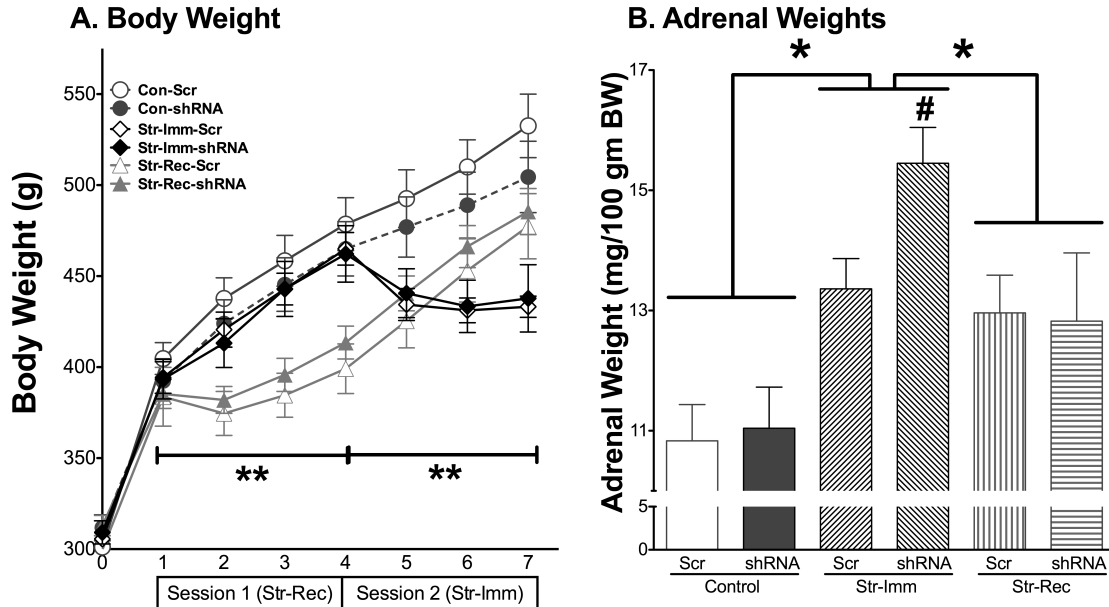 A. Body Weight
Body Weight (g)
550
500
450
400
350
300
Con-Scr
Con-shRNA
Str-Imm-Scr
Str-Imm-shRNA
Str-Rec-Scr
Str-Rec-shRNA
** **
0 1 2 3 4 5 6 7
Session 1 (Str-Rec) Session 2 (Str-Imm)
B. Adrenal Weights
Adrenal Weight (mg/100 gm BW)
17
15
13
11
5
0
* *
#
Scr shRNA Scr shRNA Scr shRNA
Control Str-Imm Str-Rec